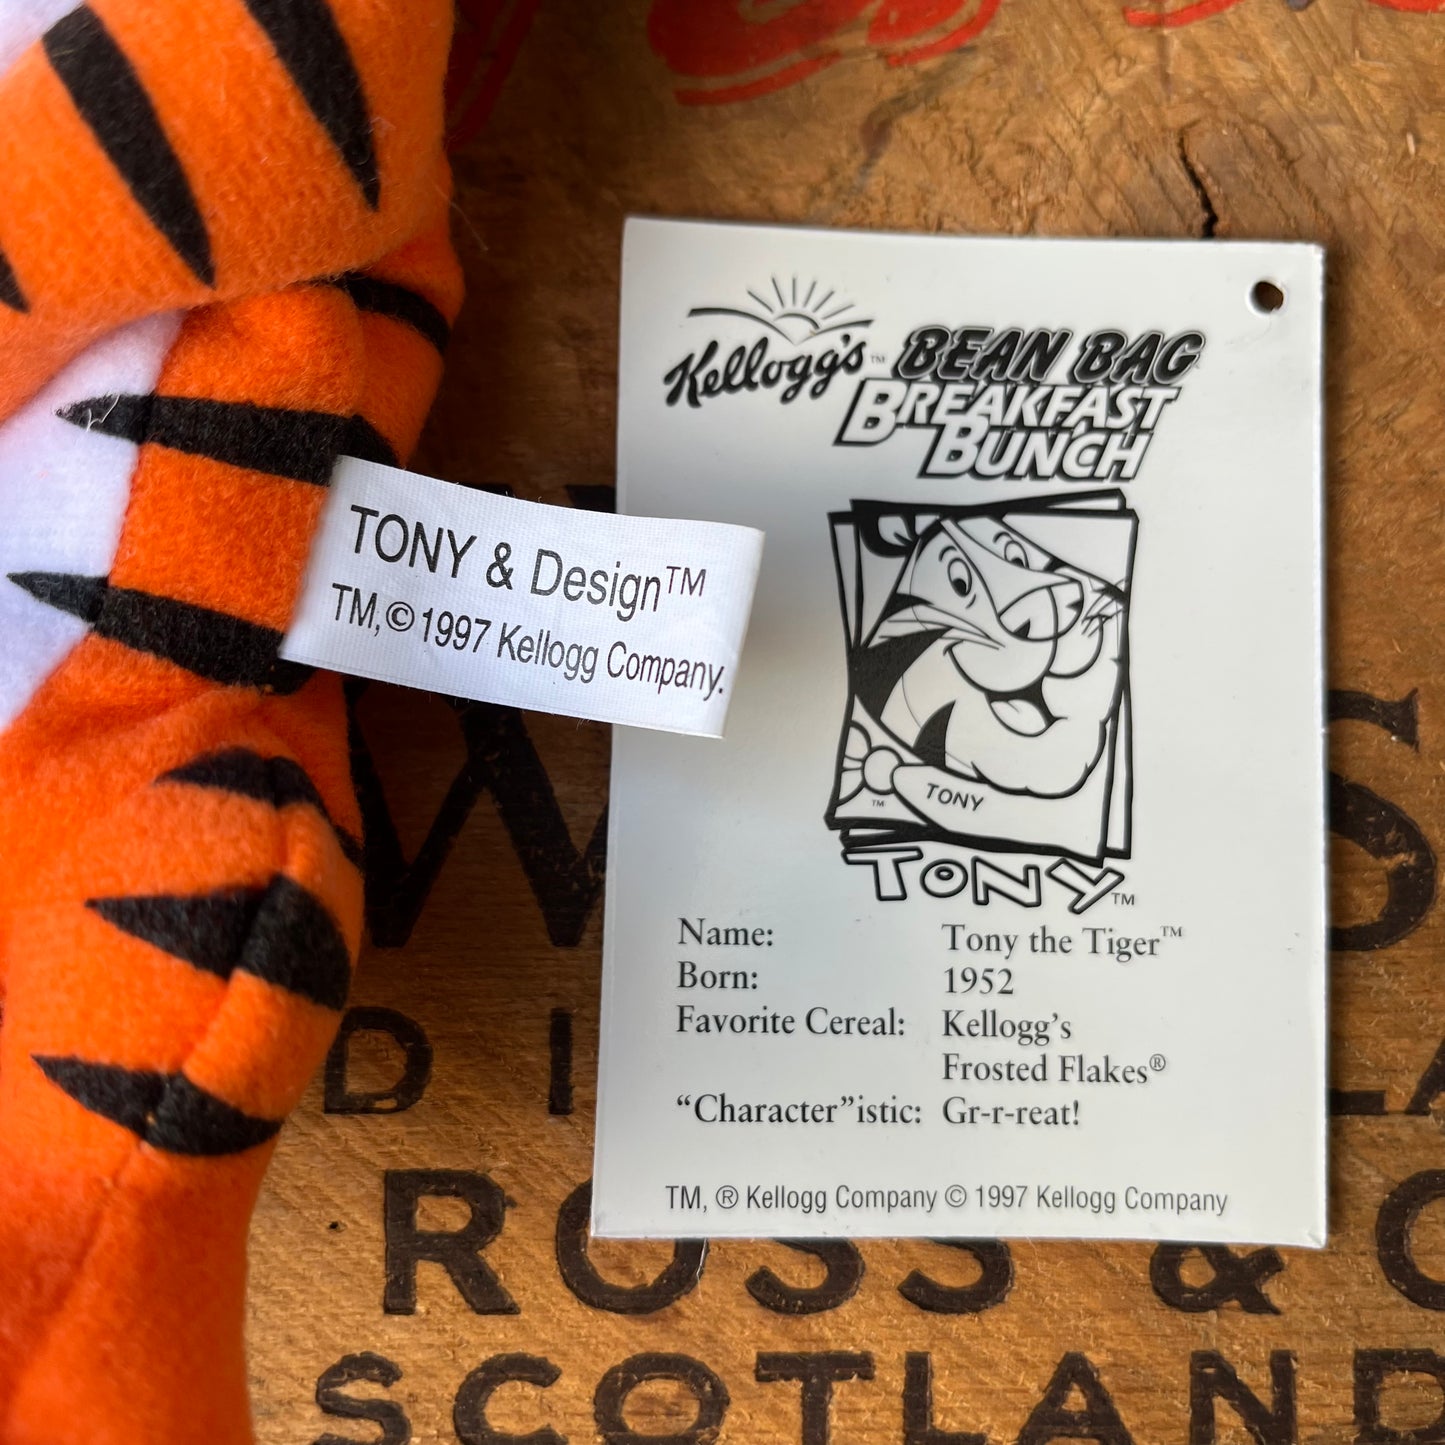 TONY & Design™
TM, © 1997 Kellogg Company.
Kellogg's™ BEAN BAG
BREAKFAST
BUNCH
TONY
™
TONY™
Name: Tony the Tiger™
Born: 1952
Favorite Cereal: Kellogg's
Frosted Flakes®
“Character”istic: Gr-r-reat!
TM, ® Kellogg Company © 1997 Kellogg Company
ROSS &
SCOTLAND